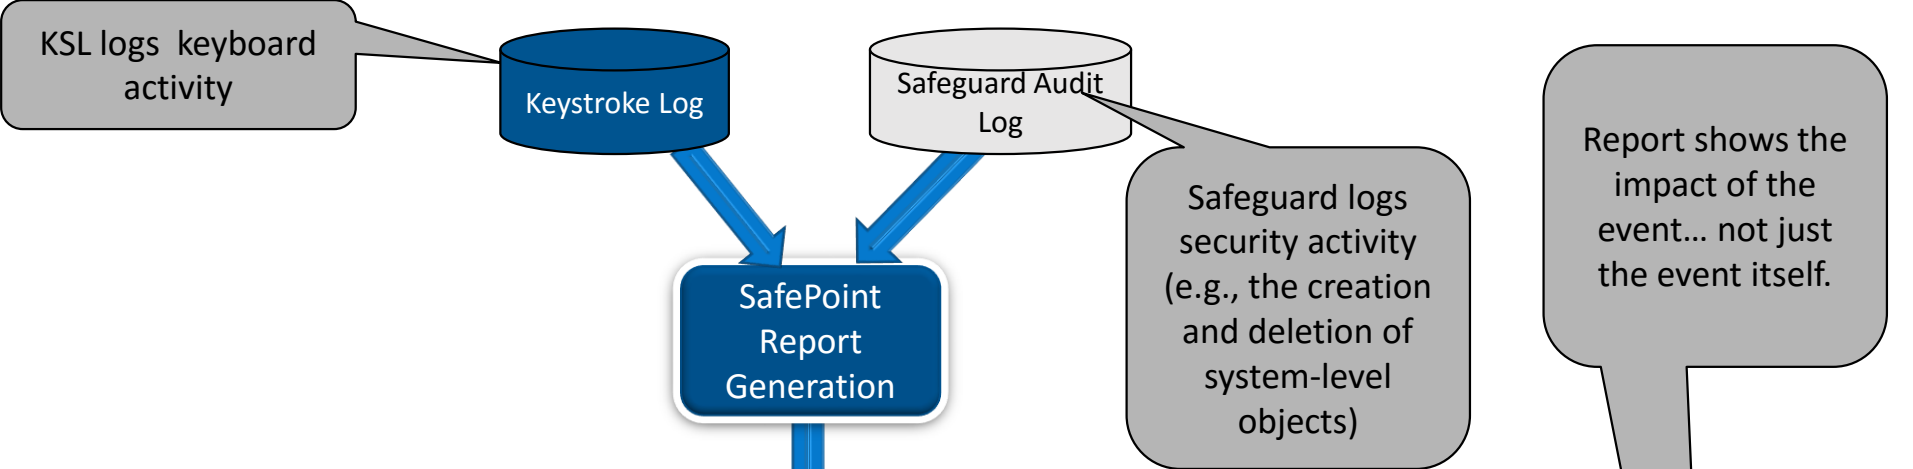 KSL logs  keyboard
activity
Keystroke Log
Safeguard Audit
Log
Report shows the
impact of the
event… not just
the event itself.
Safeguard logs
security activity
(e.g., the creation
and deletion of
system-level
objects)
SafePoint
Report
Generation